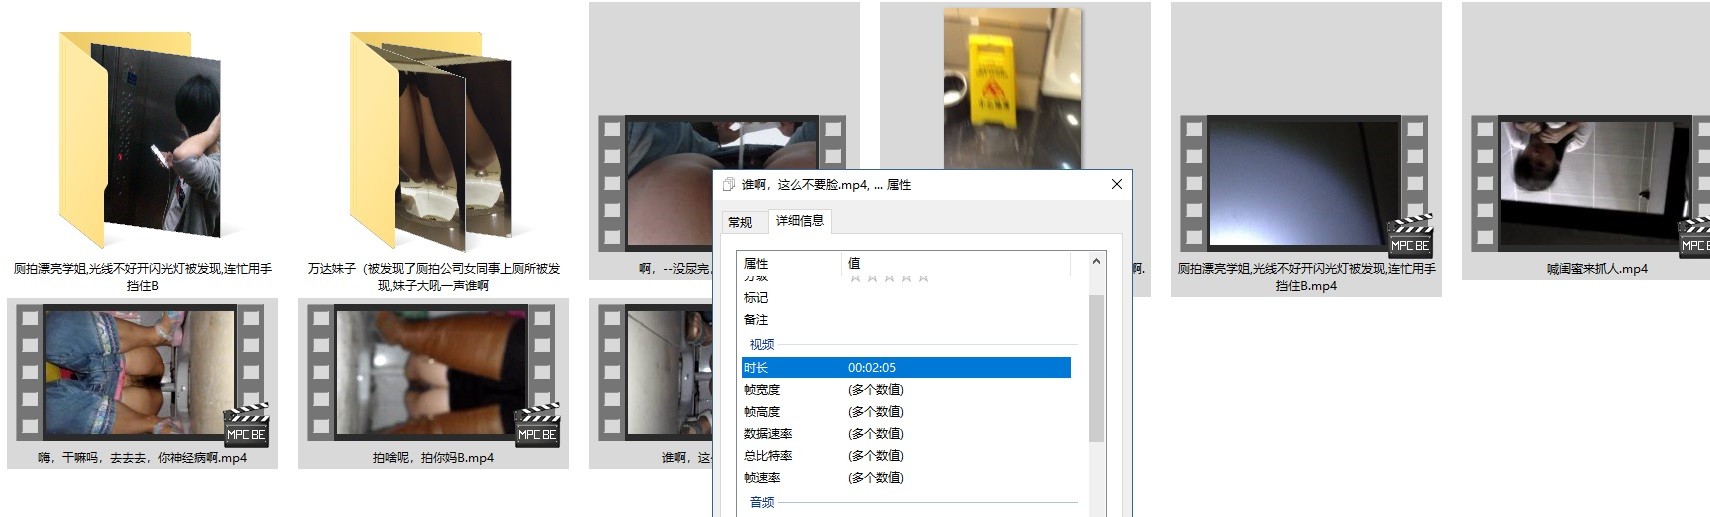 厕拍漂亮学姐,光线不好开闪光灯被发现,连忙用手
挡住B
万达妹子（被发现了厕拍公司女同事上厕所被发
现,妹子大吼一声谁啊
啊，--没尿完,
啊.
厕拍漂亮学姐,光线不好开闪光灯被发现,连忙用手
挡住B.mp4
喊闺蜜来抓人.mp4
MPC BE
嗨，干嘛吗，去去去，你神经病啊.mp4
MPC BE
拍啥呢，拍你妈B.mp4
MPC BE
谁啊，
谁啊，这么不要脸.mp4, ... 属性
常规
详细信息
属性 值
分级
标记
备注
视频
时长 00:02:05
帧宽度 (多个数值)
帧高度 (多个数值)
数据速率 (多个数值)
总比特率 (多个数值)
帧速率 (多个数值)
音频